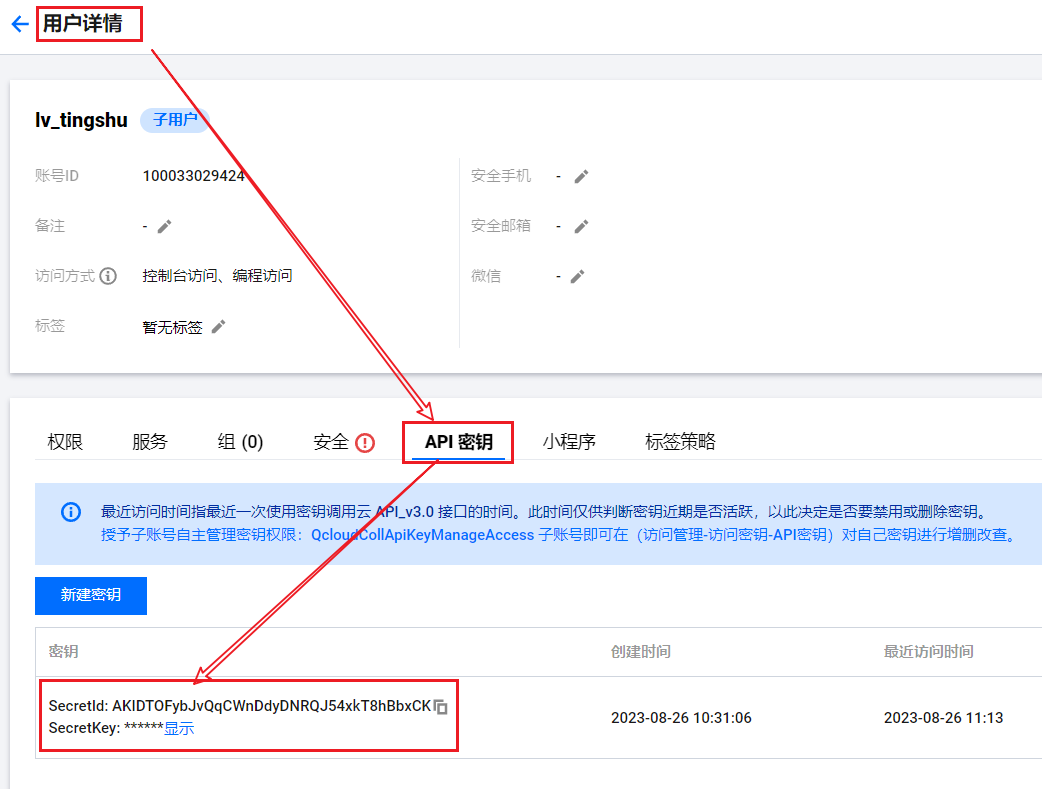 用户详情
lv_tingshu 子用户
账号ID 100033029424 安全手机 -
备注 - 安全邮箱 -
访问方式 控制台访问、编程访问 微信 -
标签 暂无标签
权限 服务 组 (0) 安全 API 密钥 小程序 标签策略
最近访问时间指最近一次使用密钥调用云 API_v3.0 接口的时间。此时间仅供判断密钥近期是否活跃，以此决定是否要禁用或删除密钥。
授予子账号自主管理密钥权限：QcloudCollApiKeyManageAccess 子账号即可在（访问管理-访问密钥-API密钥）对自己密钥进行增删改查。
新建密钥
密钥 创建时间 最近访问时间
SecretId: AKIDTOFybJvQqCWnDdyDNRQJ54xkT8hBbxCK
SecretKey: ******显示
2023-08-26 10:31:06 2023-08-26 11:13